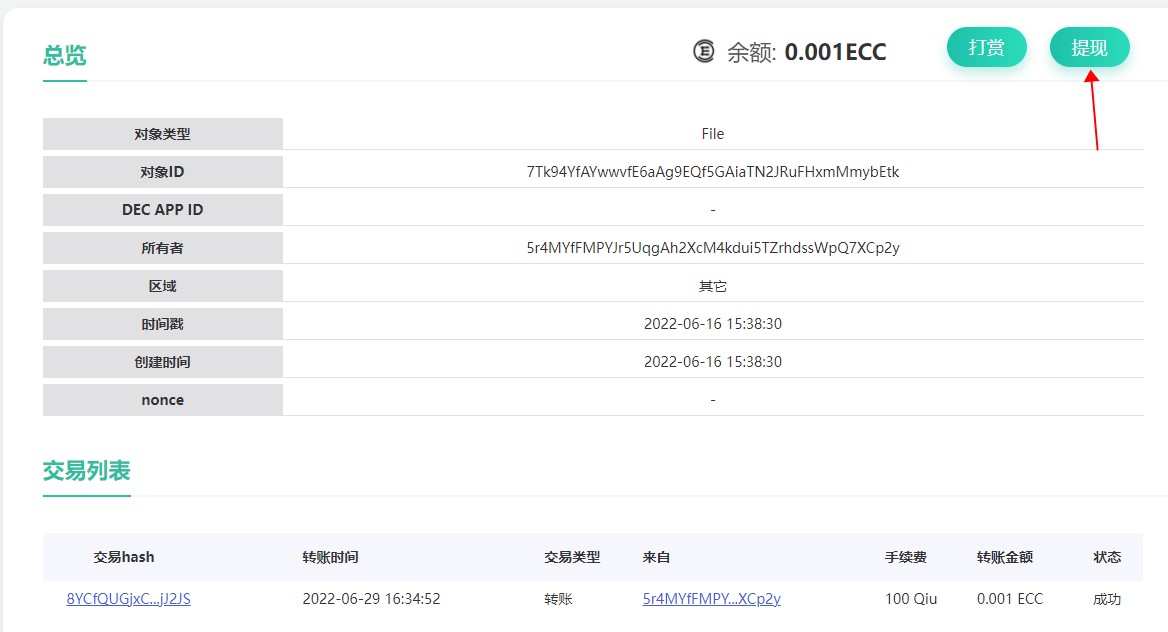 总览 余额: 0.001ECC 打赏 提现
对象类型 File
对象ID 7Tk94YfAYwwvfE6aAg9EQf5GAiaTN2JRuFHxmMmybEtk
DEC APP ID -
所有者 5r4MYfFMPYJr5UqgAh2XcM4kdui5TZrhdssWpQ7XCp2y
区域 其它
时间戳 2022-06-16 15:38:30
创建时间 2022-06-16 15:38:30
nonce -
交易列表
交易hash 转账时间 交易类型 来自 手续费 转账金额 状态
8YCfQUGjxC...jJ2JS 2022-06-29 16:34:52 转账 5r4MYfFMPY...XCp2y 100 Qiu 0.001 ECC 成功